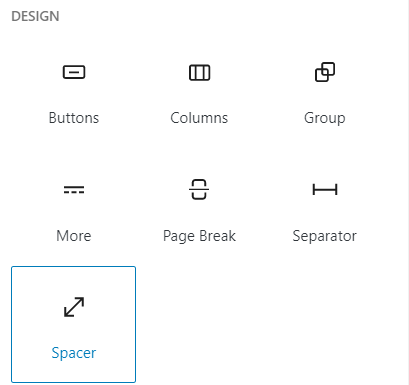 DESIGN
Buttons
Columns
Group
More
Page Break
Separator
Spacer